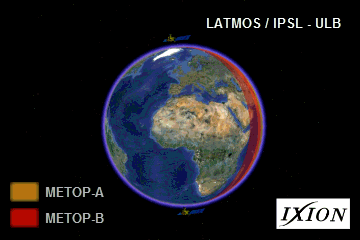 LATMOS / IPSL - ULB
METOP-A
METOP-B
IXION